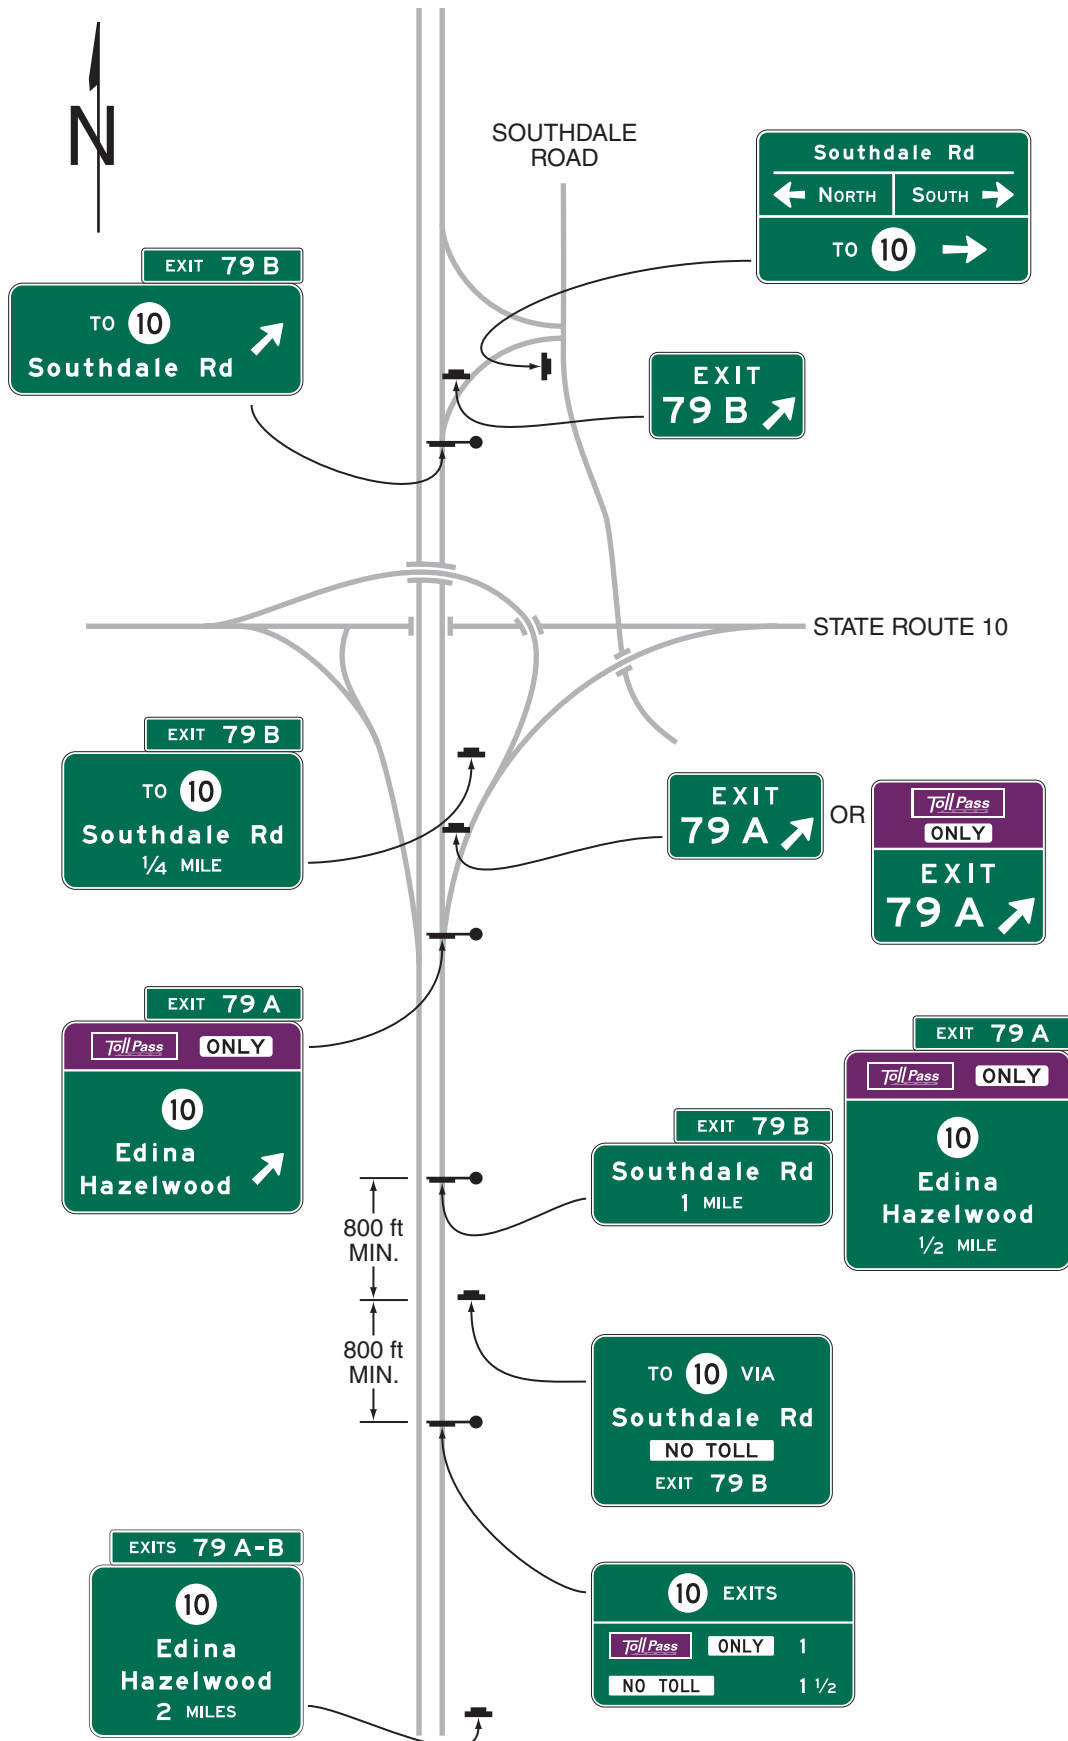 N
SOUTHDALE
ROAD
Southdale Rd
NORTH SOUTH
TO 10
EXIT 79 B
TO 10
Southdale Rd
EXIT
79 B
STATE ROUTE 10
EXIT 79 B
TO 10
Southdale Rd
1/4 MILE
EXIT
79 A
OR
Toll Pass
ONLY
EXIT
79 A
EXIT 79 A
Toll Pass ONLY
10
Edina
Hazelwood
EXIT 79 A
Toll Pass ONLY
10
Edina
Hazelwood
1/2 MILE
EXIT 79 B
Southdale Rd
1 MILE
800 ft
MIN.
800 ft
MIN.
TO 10 VIA
Southdale Rd
NO TOLL
EXIT 79 B
EXITS 79 A-B
10
Edina
Hazelwood
2 MILES
10 EXITS
Toll Pass ONLY 1
NO TOLL 1 1/2